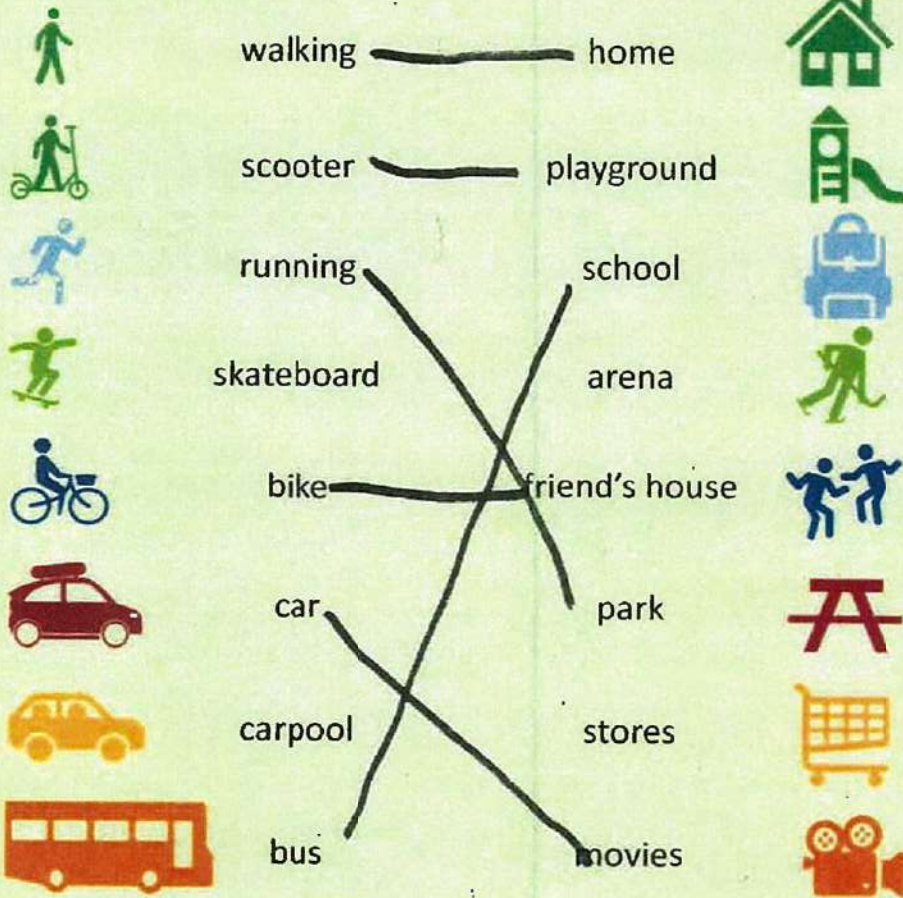 walking home
scooter playground
running school
skateboard arena
bike friend's house
car park
carpool stores
bus movies